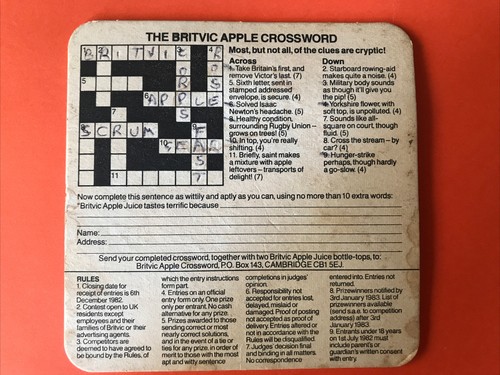 THE BRITVIC APPLE CROSSWORD
Most, but not all, of the clues are cryptic!
Across
1. Take Britain's first, and
remove Victor's last. (7)
5. Sixth letter, sent in
stamped addressed
envelope, is secure. (4)
6. Solved Isaac
Newton's headache. (5)
8. Healthy condition,
surrounding Rugby Union –
grows on trees! (5)
10. In top, you're really
shifting. (4)
11. Briefly, saint makes
a mixture with apple
leftovers – transports of
delight! (7)
Down
2. Starboard rowing-aid
makes quite a noise. (4)
3. Military body sounds
as though it'll give you
the pip! (5)
4. Yorkshire flower, with
soft top, is unpolluted. (4)
7. Sounds like all-
square on court, though
fluid. (5)
8. Cross the stream – by
car? (4)
9. Hunger-strike
perhaps, though hardly
a go-slow. (4)
BRITVIC
APPLE
SCRUM
GEAR
Now complete this sentence as wittily and aptly as you can, using no more than 10 extra words:
"Britvic Apple Juice tastes terrific because
Name:
Address:
Send your completed crossword, together with two Britvic Apple Juice bottle-tops, to:
Britvic Apple Crossword, P.O. Box 143, CAMBRIDGE CB1 5EJ.
RULES
1. Closing date for
receipt of entries is 6th
December 1982.
2. Contest open to UK
residents except
employees and their
families of Britvic or their
advertising agents.
3. Competitors are
deemed to have agreed to
be bound by the Rules, of
which the entry instructions
form part.
4. Entries on an official
entry form only. One prize
only per entrant. No cash
alternative for any prize.
5. Prizes awarded to those
sending correct or most
nearly correct solutions,
and in the event of a tie or
ties for any prize, in order of
merit to those with the most
apt and witty sentence
completions in judges'
opinion.
6. Responsibility not
accepted for entries lost,
delayed, mislaid or
damaged. Proof of posting
not accepted as proof of
delivery. Entries altered or
not in accordance with the
Rules will be disqualified.
7. Judges' decision final
and binding in all matters.
No correspondence
entered into. Entries not
returned.
8. Prizewinners notified by
3rd January 1983. List of
prizewinners available
(send s.a.e. to competition
address) after 3rd
January 1983.
9. Entrants under 18 years
on 1st July 1982 must
include parent's or
guardian's written consent
with entry.